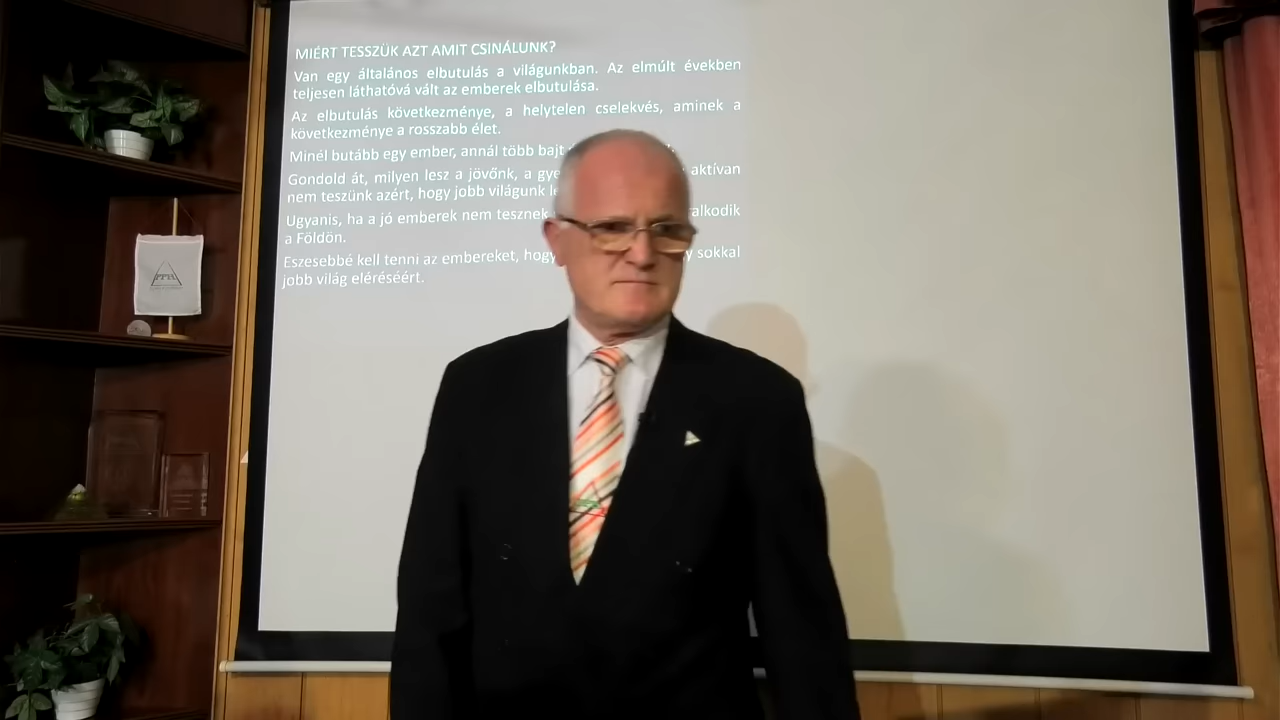 MIÉRT TESSZÜK AZT AMIT CSINÁLUNK?
Van egy általános elbutulás a világunkban. Az elmúlt években
teljesen láthatóvá vált az emberek elbutulása.
Az elbutulás következménye, a helytelen cselekvés, aminek a
következménye a rosszabb élet.
Minél butább egy ember, annál több bajt
Gondold át, milyen lesz a jövőnk, a aktívan
nem teszünk azért, hogy jobb világunk
Ugyanis, ha a jó emberek nem tesznek
a Földön.
Eszesebbé kell tenni az embereket, hogy sokkal
jobb világ eléréséért.